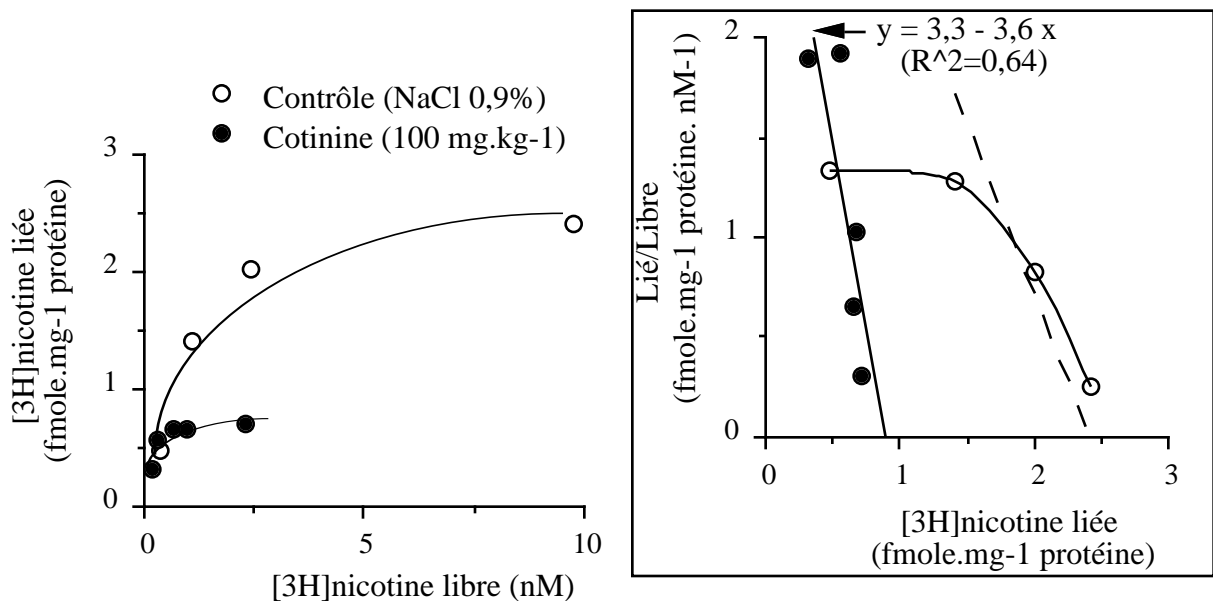 Contrôle (NaCl 0,9%)
Cotinine (100 mg.kg-1)
3
2
1
0
[3H]nicotine liée
(fmole.mg-1 protéine)
0
5
10
[3H]nicotine libre (nM)
y = 3,3 - 3,6 x
(R^2=0,64)
2
1
0
Lié/Libre
(fmole.mg-1 protéine. nM-1)
0
1
2
3
[3H]nicotine liée
(fmole.mg-1 protéine)